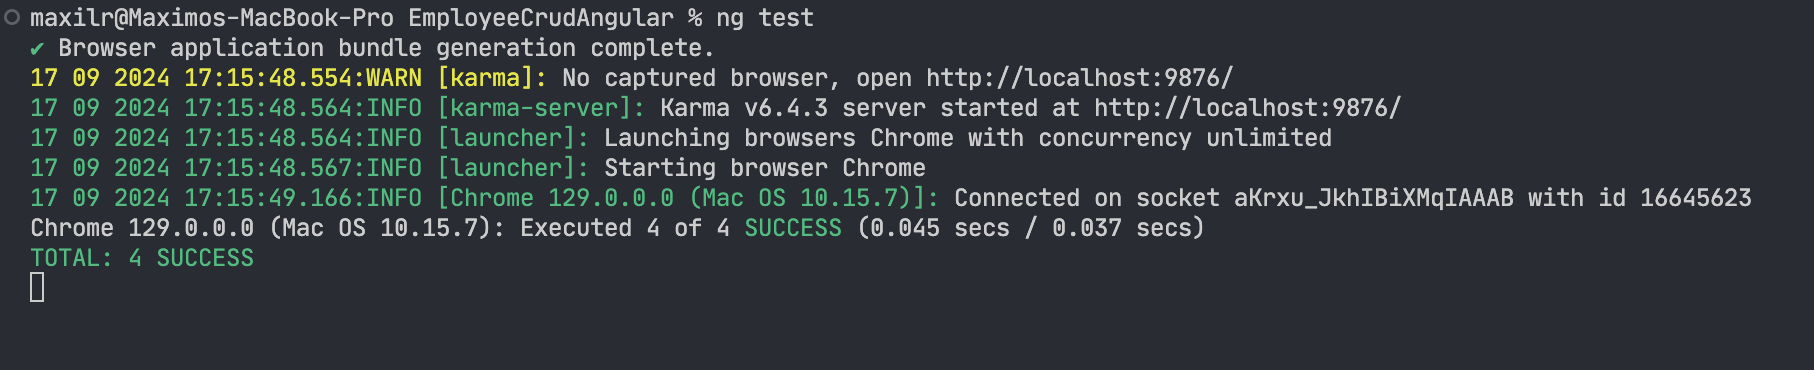 maxilr@Maximos-MacBook-Pro EmployeeCrudAngular % ng test
✔ Browser application bundle generation complete.
17 09 2024 17:15:48.554:WARN [karma]: No captured browser, open http://localhost:9876/
17 09 2024 17:15:48.564:INFO [karma-server]: Karma v6.4.3 server started at http://localhost:9876/
17 09 2024 17:15:48.564:INFO [launcher]: Launching browsers Chrome with concurrency unlimited
17 09 2024 17:15:48.567:INFO [launcher]: Starting browser Chrome
17 09 2024 17:15:49.166:INFO [Chrome 129.0.0.0 (Mac OS 10.15.7)]: Connected on socket aKrxu_JkhIBiXMqIAAAB with id 16645623
Chrome 129.0.0.0 (Mac OS 10.15.7): Executed 4 of 4 SUCCESS (0.045 secs / 0.037 secs)
TOTAL: 4 SUCCESS